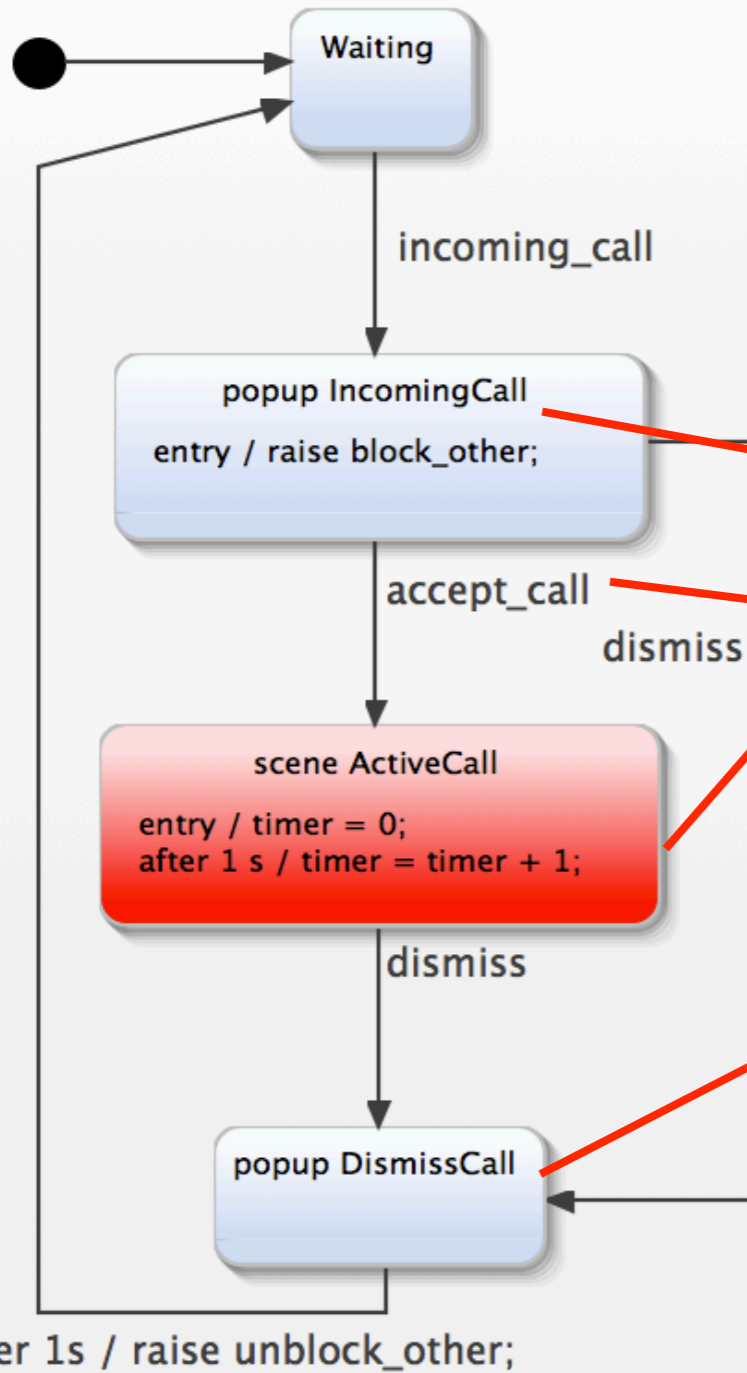 Waiting
incoming_call
popup IncomingCall
entry / raise block_other;
accept_call
dismiss
scene ActiveCall
entry / timer = 0;
after 1 s / timer = timer + 1;
dismiss
popup DismissCall
er 1s / raise unblock_other;